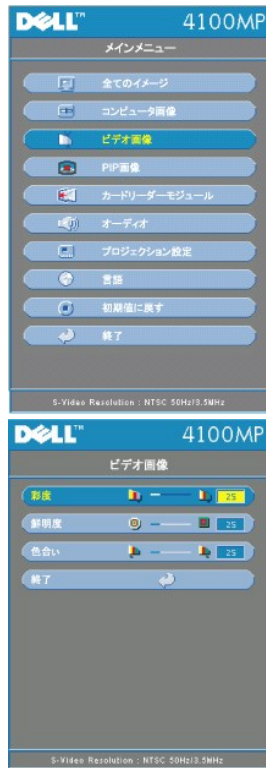 DELL™ 4100MP
メインメニュー
全てのイメージ
コンピュータ画像
ビデオ画像
PIP画像
カードリーダーモジュール
オーディオ
プロジェクション設定
言語
初期値に戻す
終了
S-Video Resolution : NTSC 50Hz/3.5MHz
DELL™ 4100MP
ビデオ画像
彩度 25
鮮明度 25
色合い 25
終了
S-Video Resolution : NTSC 50Hz/3.5MHz